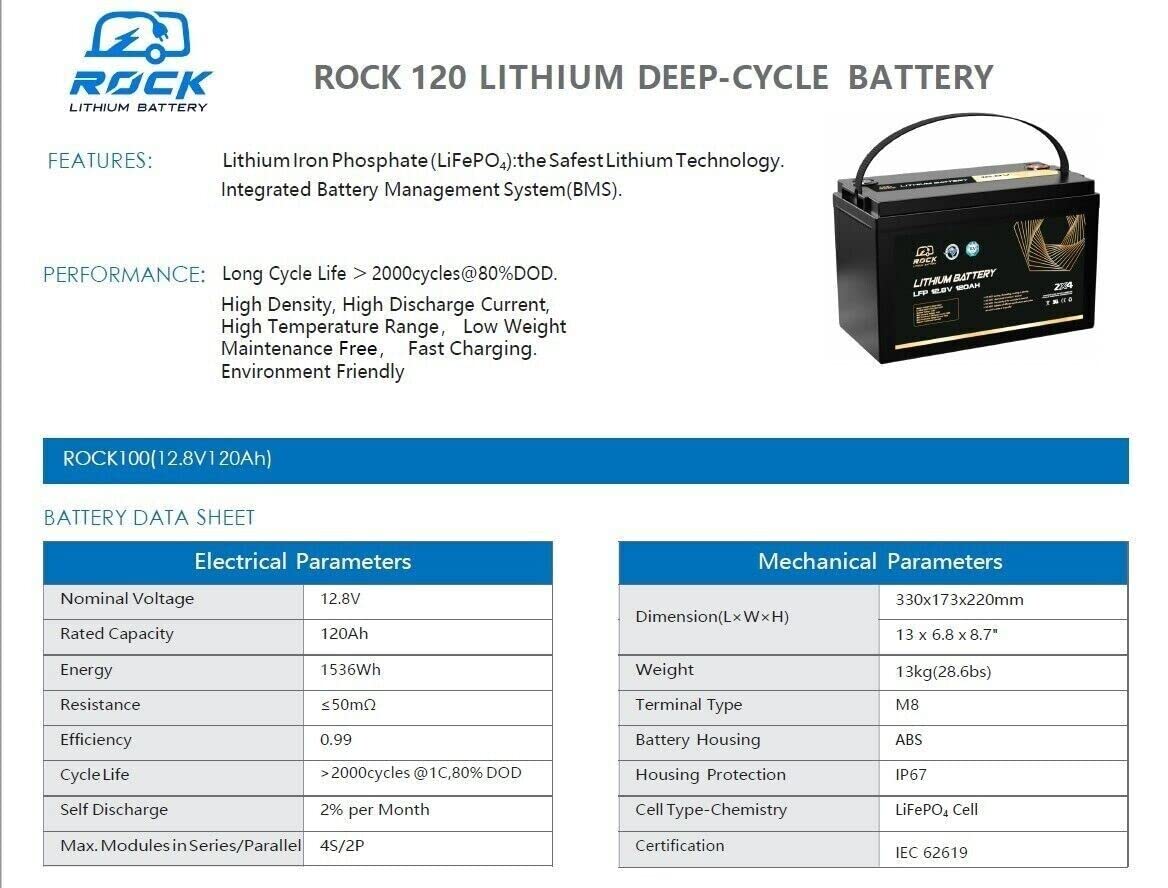 ROCK
LITHIUM BATTERY
ROCK 120 LITHIUM DEEP-CYCLE BATTERY
FEATURES:
Lithium Iron Phosphate (LiFePO₄):the Safest Lithium Technology.
Integrated Battery Management System(BMS).
PERFORMANCE:
Long Cycle Life > 2000cycles@80%DOD.
High Density, High Discharge Current,
High Temperature Range, Low Weight
Maintenance Free, Fast Charging.
Environment Friendly
LITHIUM BATTERY
ROCK
LITHIUM BATTERY
LFP 12.8V 120AH
ROCK100(12.8V120Ah)
BATTERY DATA SHEET
Electrical Parameters
Nominal Voltage 12.8V
Rated Capacity 120Ah
Energy 1536Wh
Resistance ≤50mΩ
Efficiency 0.99
Cycle Life >2000cycles @1C,80% DOD
Self Discharge 2% per Month
Max. Modules in Series/Parallel 4S/2P
Mechanical Parameters
Dimension(L×W×H) 330x173x220mm
13 x 6.8 x 8.7"
Weight 13kg(28.6bs)
Terminal Type M8
Battery Housing ABS
Housing Protection IP67
Cell Type-Chemistry LiFePO₄ Cell
Certification IEC 62619